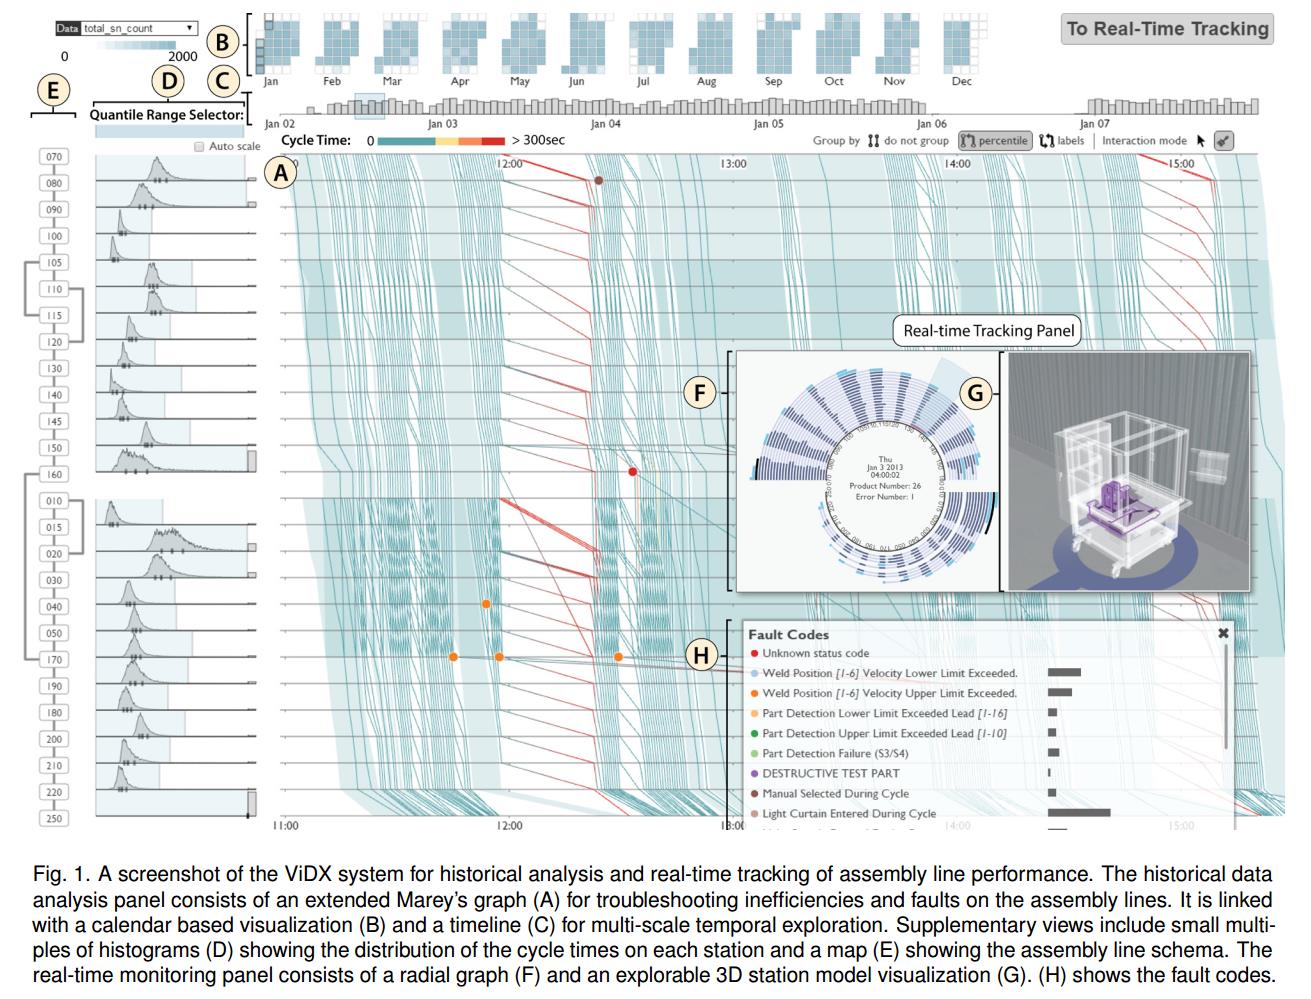 Data total_sn_count
0 2000
B
To Real-Time Tracking
Jan Feb Mar Apr May Jun Jul Aug Sep Oct Nov Dec
E
D
C
Quantile Range Selector:
Jan 02 Jan 03 Jan 04 Jan 05 Jan 06 Jan 07
Auto scale
Cycle Time: 0 > 300sec
Group by do not group percentile labels Interaction mode
A
12:00 13:00 14:00 15:00
070
080
090
100
105
110
115
120
130
140
145
150
160
010
015
020
030
040
050
170
190
180
200
210
220
250
Real-time Tracking Panel
F
G
Thu
Jan 3 2013
04:00:02
Product Number: 26
Error Number: 1
H
Fault Codes
Unknown status code
Weld Position [1-6] Velocity Lower Limit Exceeded.
Weld Position [1-6] Velocity Upper Limit Exceeded.
Part Detection Lower Limit Exceeded Lead [1-16]
Part Detection Upper Limit Exceeded Lead [1-10]
Part Detection Failure (S3/S4)
DESTRUCTIVE TEST PART
Manual Selected During Cycle
Light Curtain Entered During Cycle
11:00 12:00 13:00 14:00 15:00
Fig. 1. A screenshot of the ViDX system for historical analysis and real-time tracking of assembly line performance. The historical data
analysis panel consists of an extended Marey's graph (A) for troubleshooting inefficiencies and faults on the assembly lines. It is linked
with a calendar based visualization (B) and a timeline (C) for multi-scale temporal exploration. Supplementary views include small multi-
ples of histograms (D) showing the distribution of the cycle times on each station and a map (E) showing the assembly line schema. The
real-time monitoring panel consists of a radial graph (F) and an explorable 3D station model visualization (G). (H) shows the fault codes.